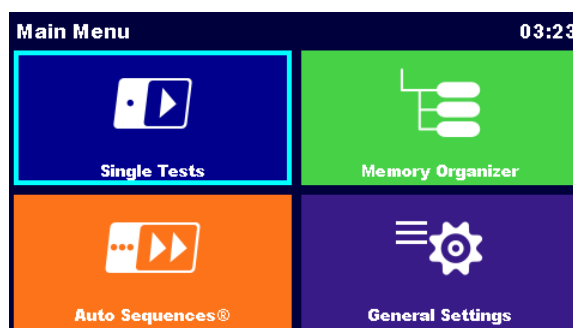 Main Menu 03:23
Single Tests Memory Organizer
Auto Sequences® General Settings